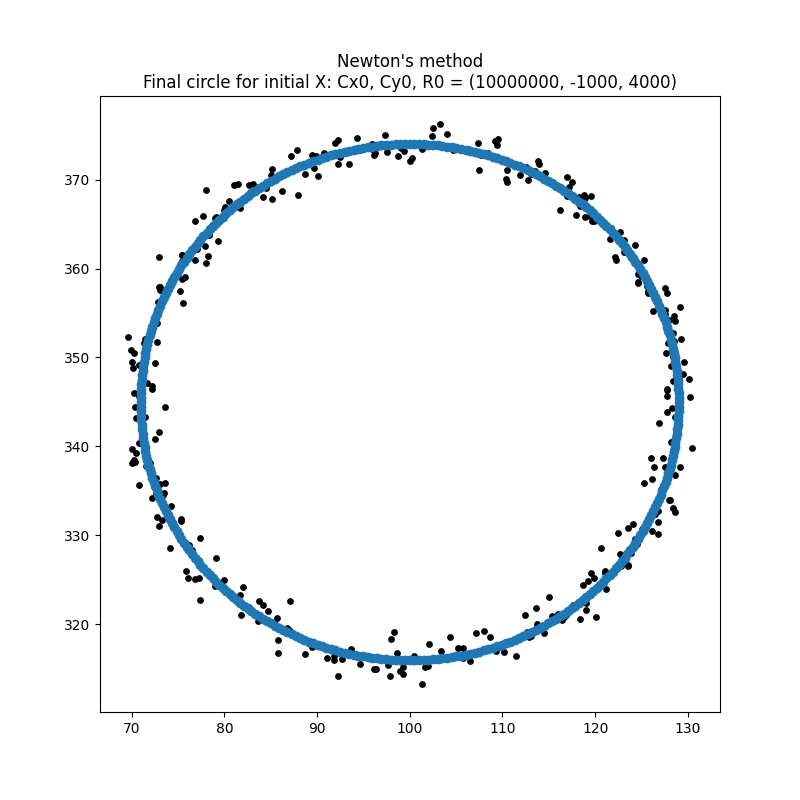 Newton's method
Final circle for initial X: Cx0, Cy0, R0 = (10000000, -1000, 4000)
370
360
350
340
330
320
70 80 90 100 110 120 130